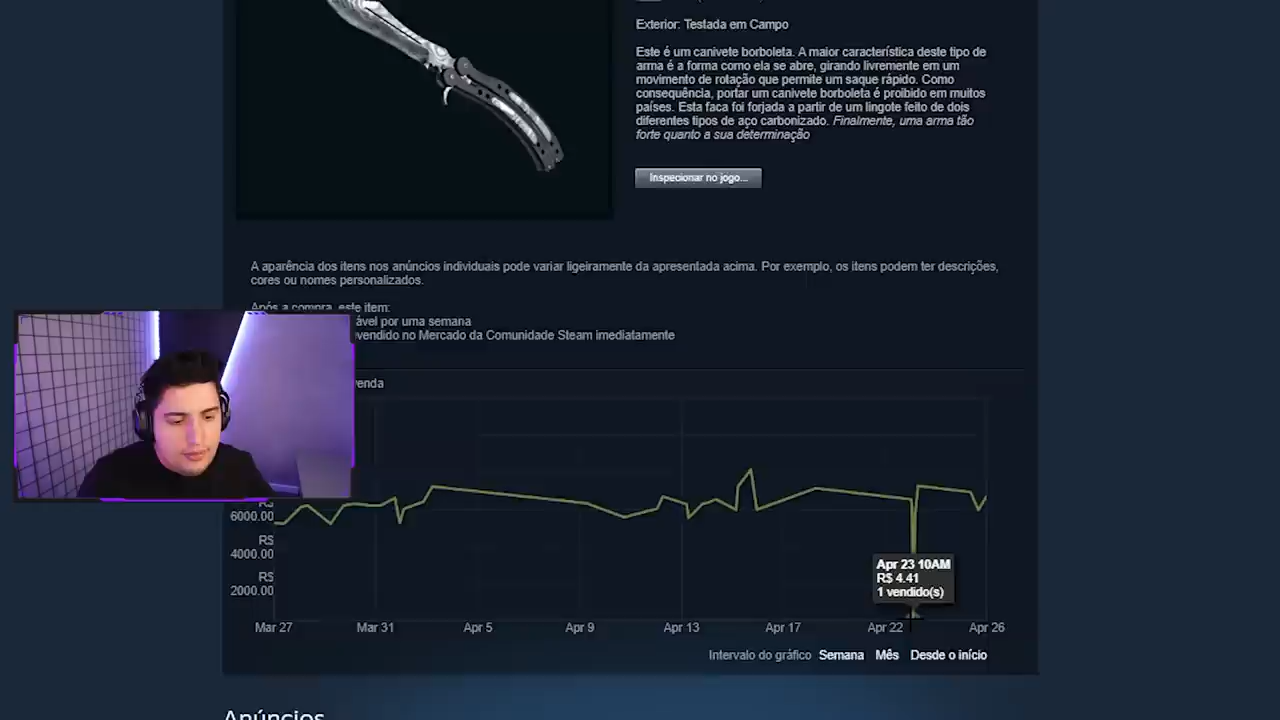 Exterior: Testada em Campo
Este é um canivete borboleta. A maior característica deste tipo de
arma é a forma como ela se abre, girando livremente em um
movimento de rotação que permite um saque rápido. Como
consequência, portar um canivete borboleta é proibido em muitos
países. Esta faca foi forjada a partir de um lingote feito de dois
diferentes tipos de aço carbonizado. Finalmente, uma arma tão
forte quanto a sua determinação
Inspecionar no jogo...
A aparência dos itens nos anúncios individuais pode variar ligeiramente da apresentada acima. Por exemplo, os itens podem ter descrições,
cores ou nomes personalizados.
Após a compra, este item:
ável por uma semana
vendido no Mercado da Comunidade Steam imediatamente
venda
R$
6000.00
R$
4000.00
R$
2000.00
Apr 23 10AM
R$ 4.41
1 vendido(s)
Mar 27 Mar 31 Apr 5 Apr 9 Apr 13 Apr 17 Apr 22 Apr 26
Intervalo do gráfico Semana Mês Desde o início
Anúncios